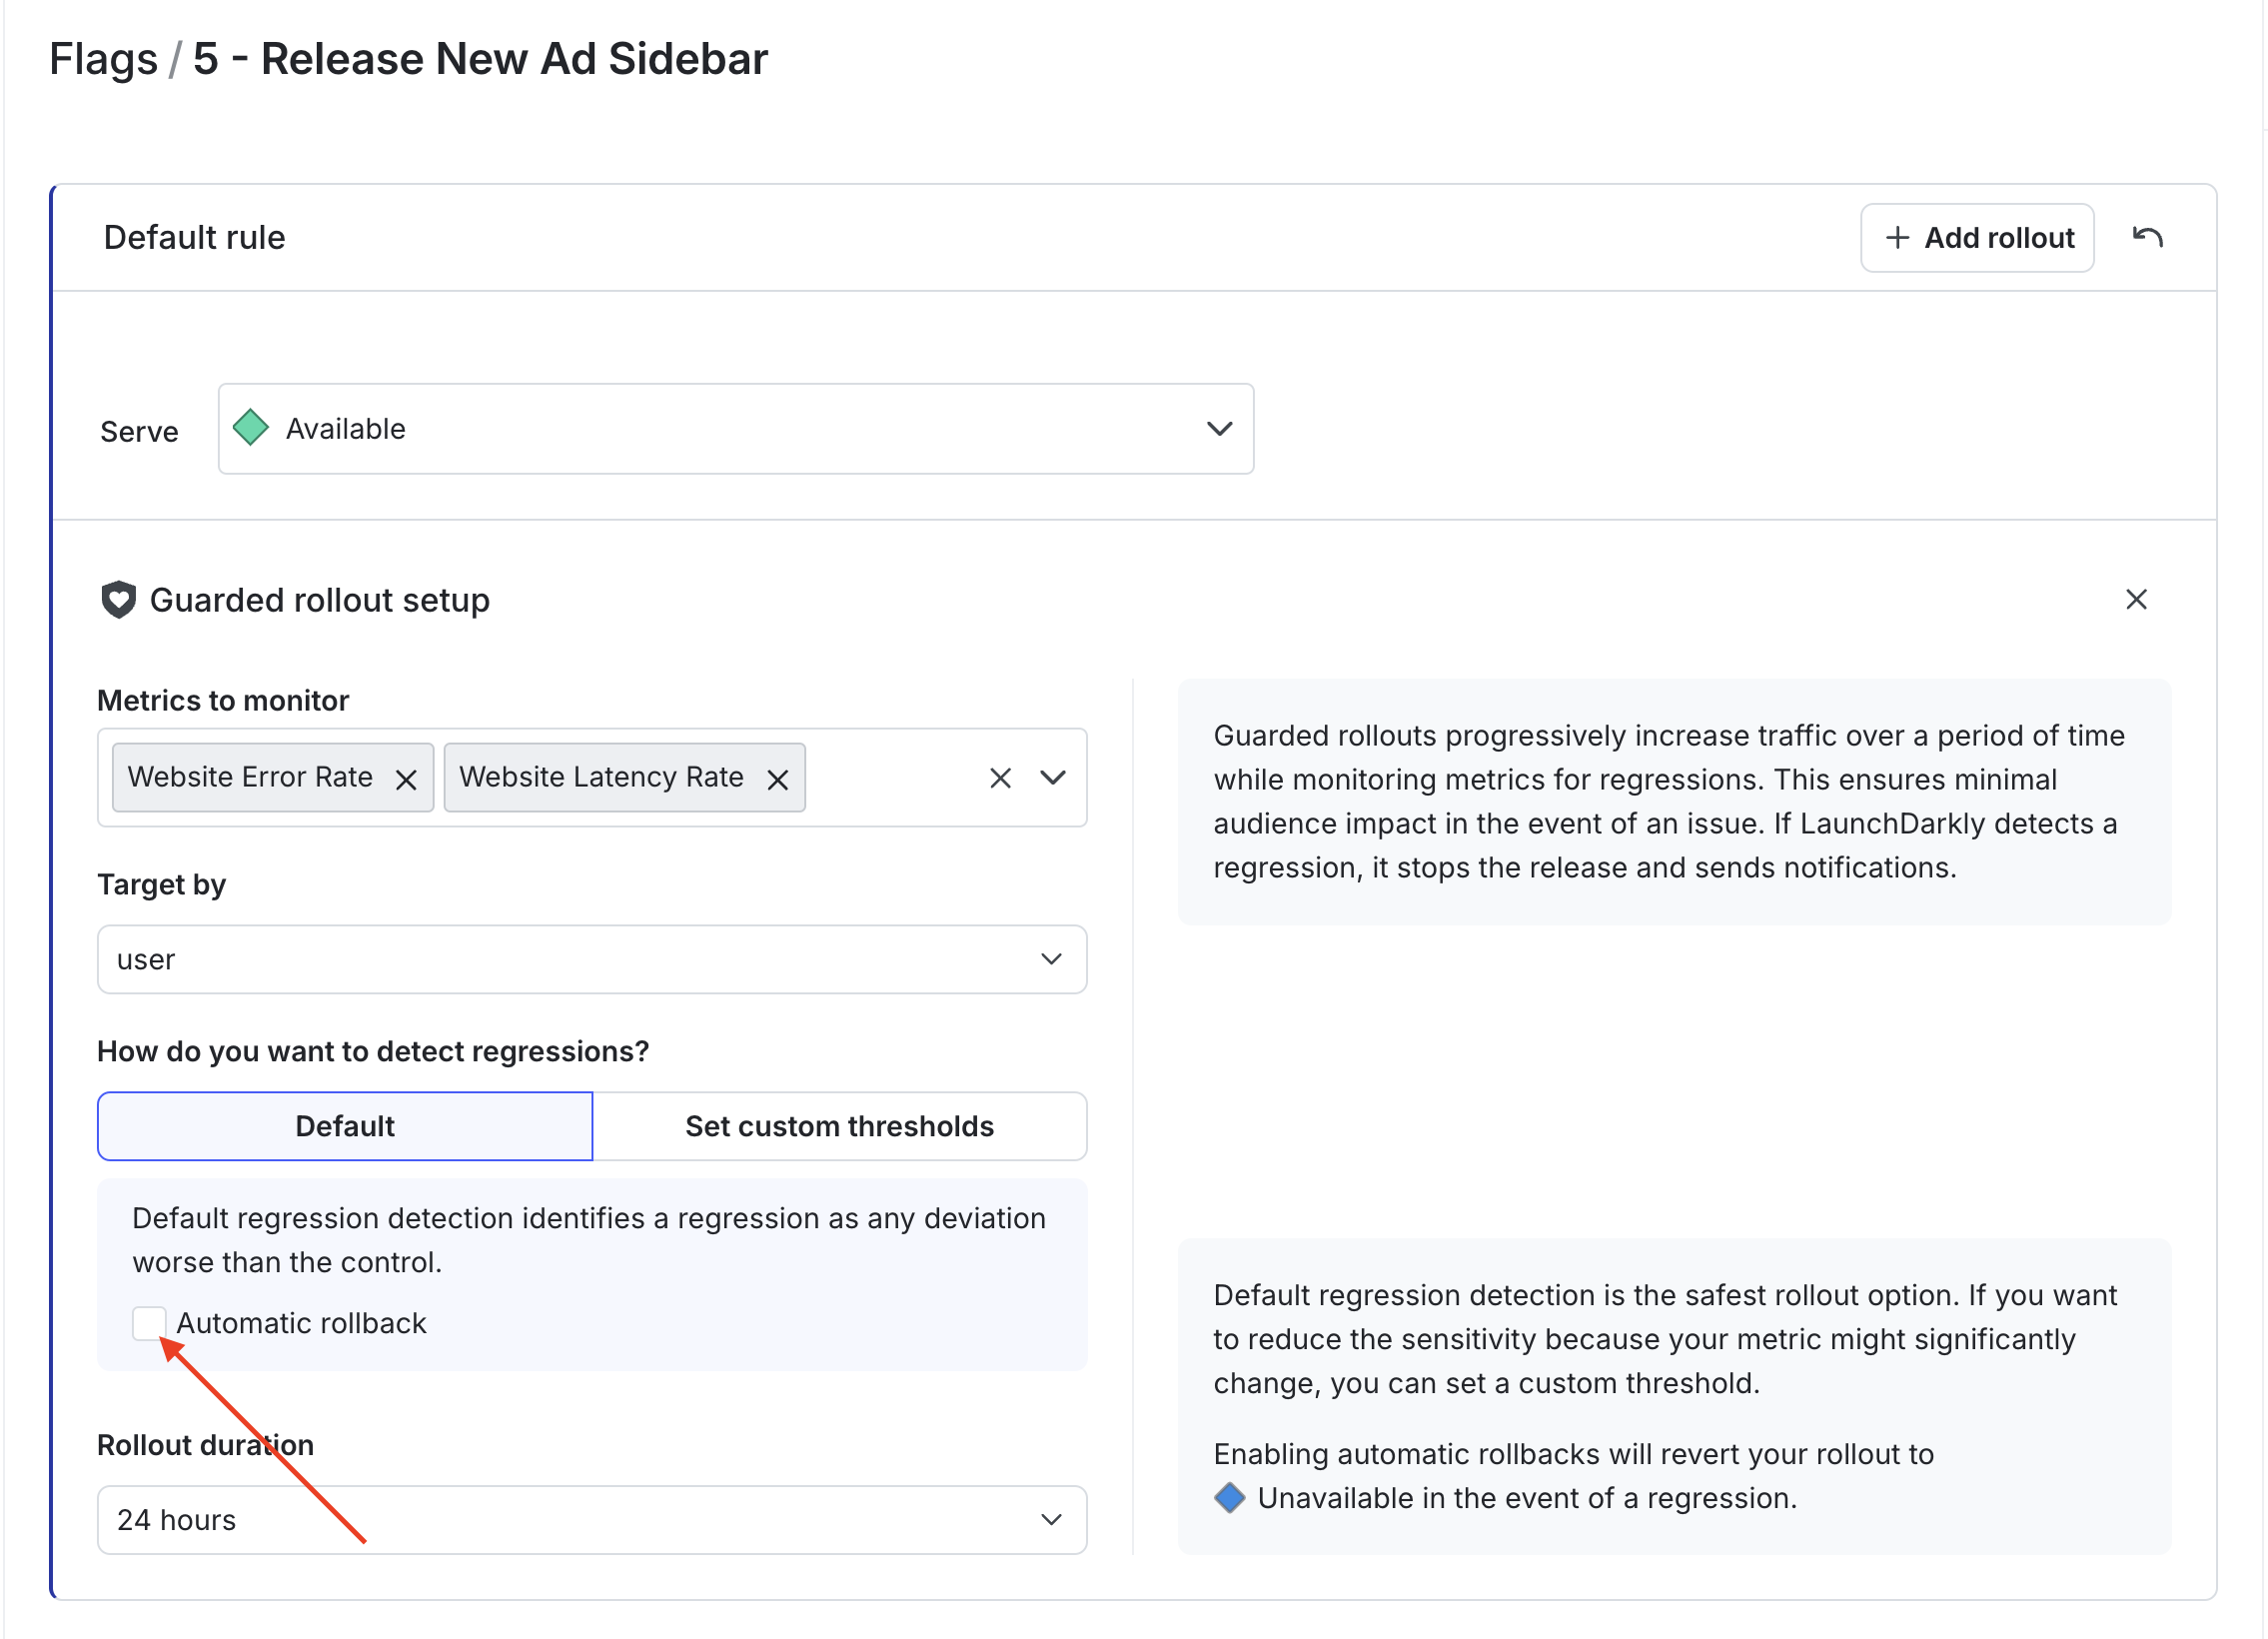 Flags / 5 - Release New Ad Sidebar
Default rule
+ Add rollout
Serve
Available
Guarded rollout setup
Metrics to monitor
Website Error Rate
Website Latency Rate
Target by
user
How do you want to detect regressions?
Default
Set custom thresholds
Default regression detection identifies a regression as any deviation
worse than the control.
Automatic rollback
Rollout duration
24 hours
Guarded rollouts progressively increase traffic over a period of time
while monitoring metrics for regressions. This ensures minimal
audience impact in the event of an issue. If LaunchDarkly detects a
regression, it stops the release and sends notifications.
Default regression detection is the safest rollout option. If you want
to reduce the sensitivity because your metric might significantly
change, you can set a custom threshold.
Enabling automatic rollbacks will revert your rollout to
Unavailable in the event of a regression.